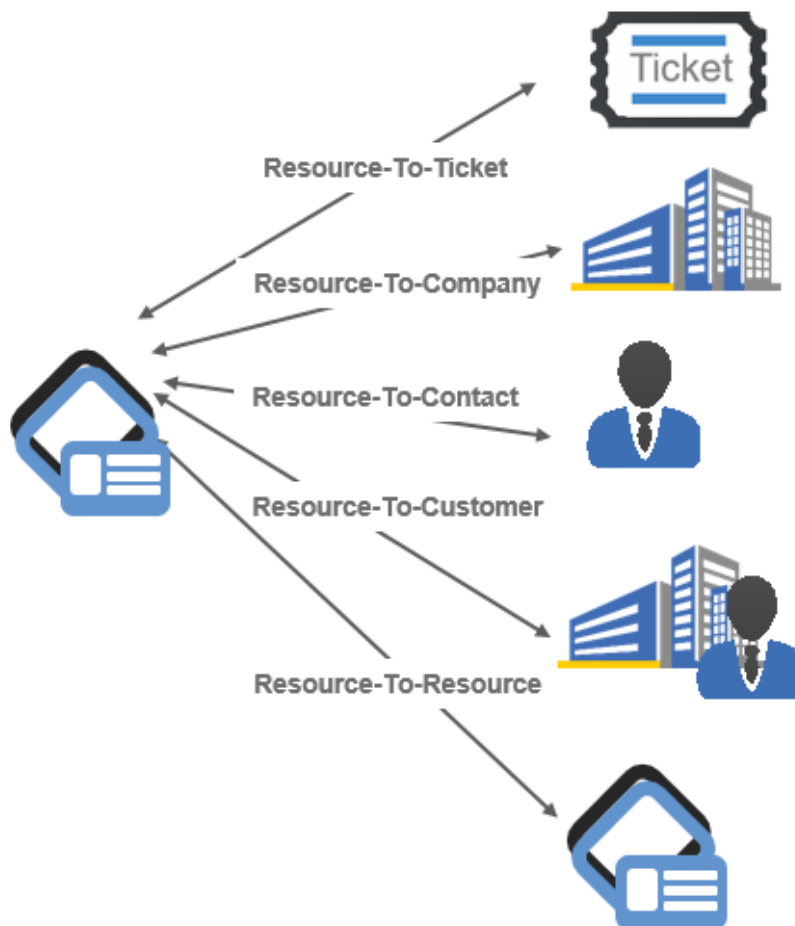 Ticket
Resource-To-Ticket
Resource-To-Company
Resource-To-Contact
Resource-To-Customer
Resource-To-Resource